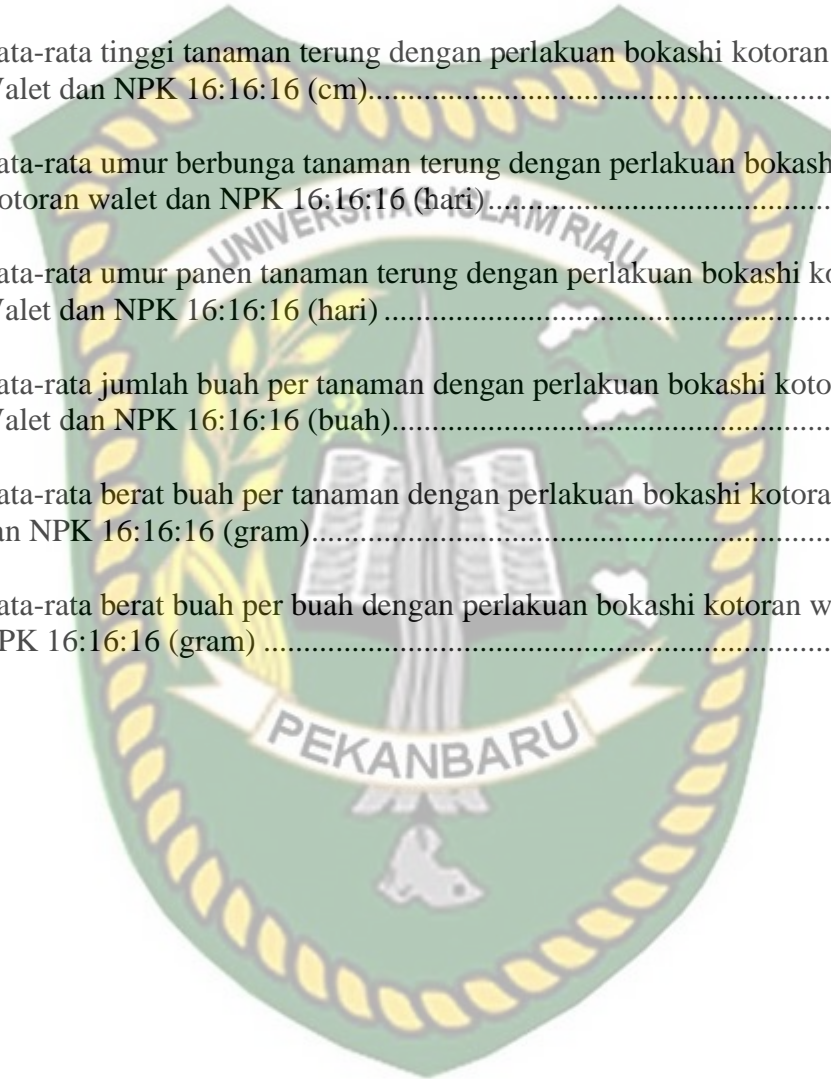 ata-rata tinggi tanaman terung dengan perlakuan bokashi kotoran
alet dan NPK 16:16:16 (cm)
ata-rata umur berbunga tanaman terung dengan perlakuan bokash
otoran walet dan NPK 16:16:16 (hari)
UNIVERSITAS ISLAM RIAU
ata-rata umur panen tanaman terung dengan perlakuan bokashi ko
alet dan NPK 16:16:16 (hari)
ata-rata jumlah buah per tanaman dengan perlakuan bokashi koto
alet dan NPK 16:16:16 (buah)
ata-rata berat buah per tanaman dengan perlakuan bokashi kotora
an NPK 16:16:16 (gram)
ata-rata berat buah per buah dengan perlakuan bokashi kotoran w
PK 16:16:16 (gram)
PEKANBARU